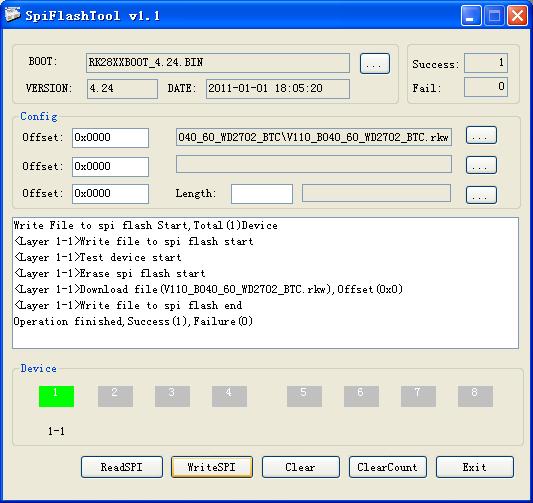 SpiFlashTool v1.1
BOOT: RK28XXBOOT_4.24.BIN ... Success: 1
VERSION: 4.24 DATE: 2011-01-01 18:05:20 Fail: 0
Config
Offset: 0x0000 040_60_WD2702_BTC\V110_B040_60_WD2702_BTC.rkw ...
Offset: 0x0000 ...
Offset: 0x0000 Length: ...
Write File to spi flash Start,Total(1)Device
<Layer 1-1>Write file to spi flash start
<Layer 1-1>Test device start
<Layer 1-1>Erase spi flash start
<Layer 1-1>Download file(V110_B040_60_WD2702_BTC.rkw),Offset(0x0)
<Layer 1-1>Write file to spi flash end
Operation finished,Success(1),Failure(0)
Device
1 2 3 4 5 6 7 8
1-1
ReadSPI WriteSPI Clear ClearCount Exit